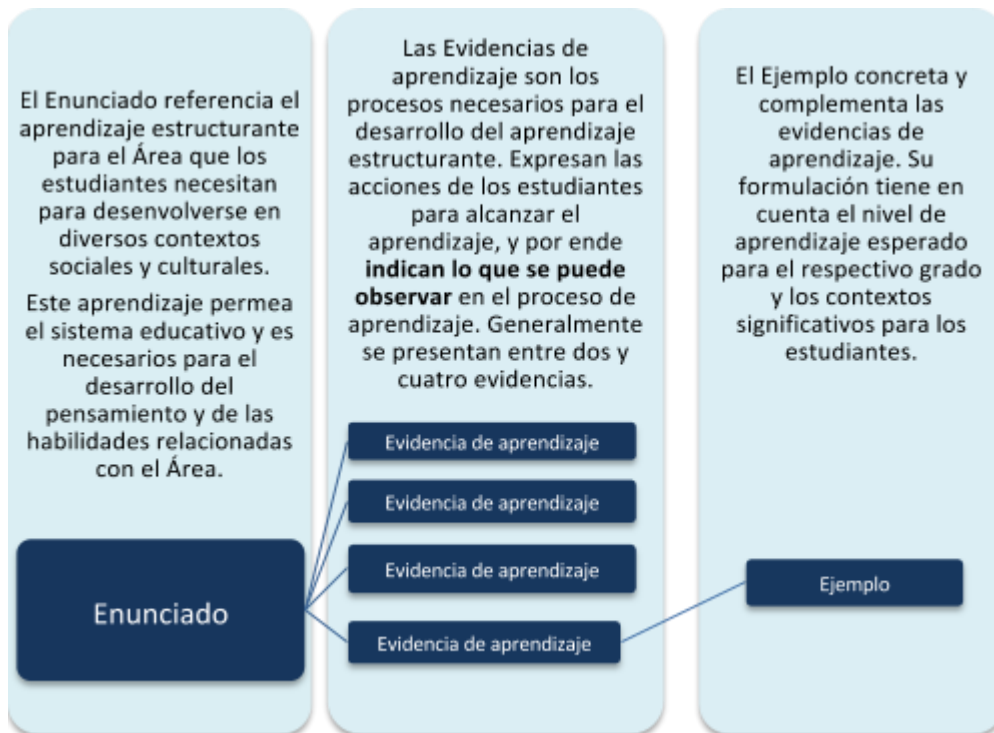 El Enunciado referencia el
aprendizaje estructurante
para el Área que los
estudiantes necesitan
para desenvolverse en
diversos contextos
sociales y culturales.
Este aprendizaje permea
el sistema educativo y es
necesarios para el
desarrollo del
pensamiento y de las
habilidades relacionadas
con el Área.
Enunciado
Las Evidencias de
aprendizaje son los
procesos necesarios para el
desarrollo del aprendizaje
estructurante. Expresan las
acciones de los estudiantes
para alcanzar el
aprendizaje, y por ende
indican lo que se puede
observar en el proceso de
aprendizaje. Generalmente
se presentan entre dos y
cuatro evidencias.
Evidencia de aprendizaje
Evidencia de aprendizaje
Evidencia de aprendizaje
Evidencia de aprendizaje
El Ejemplo concreta y
complementa las
evidencias de
aprendizaje. Su
formulación tiene en
cuenta el nivel de
aprendizaje esperado
para el respectivo grado
y los contextos
significativos para los
estudiantes.
Ejemplo